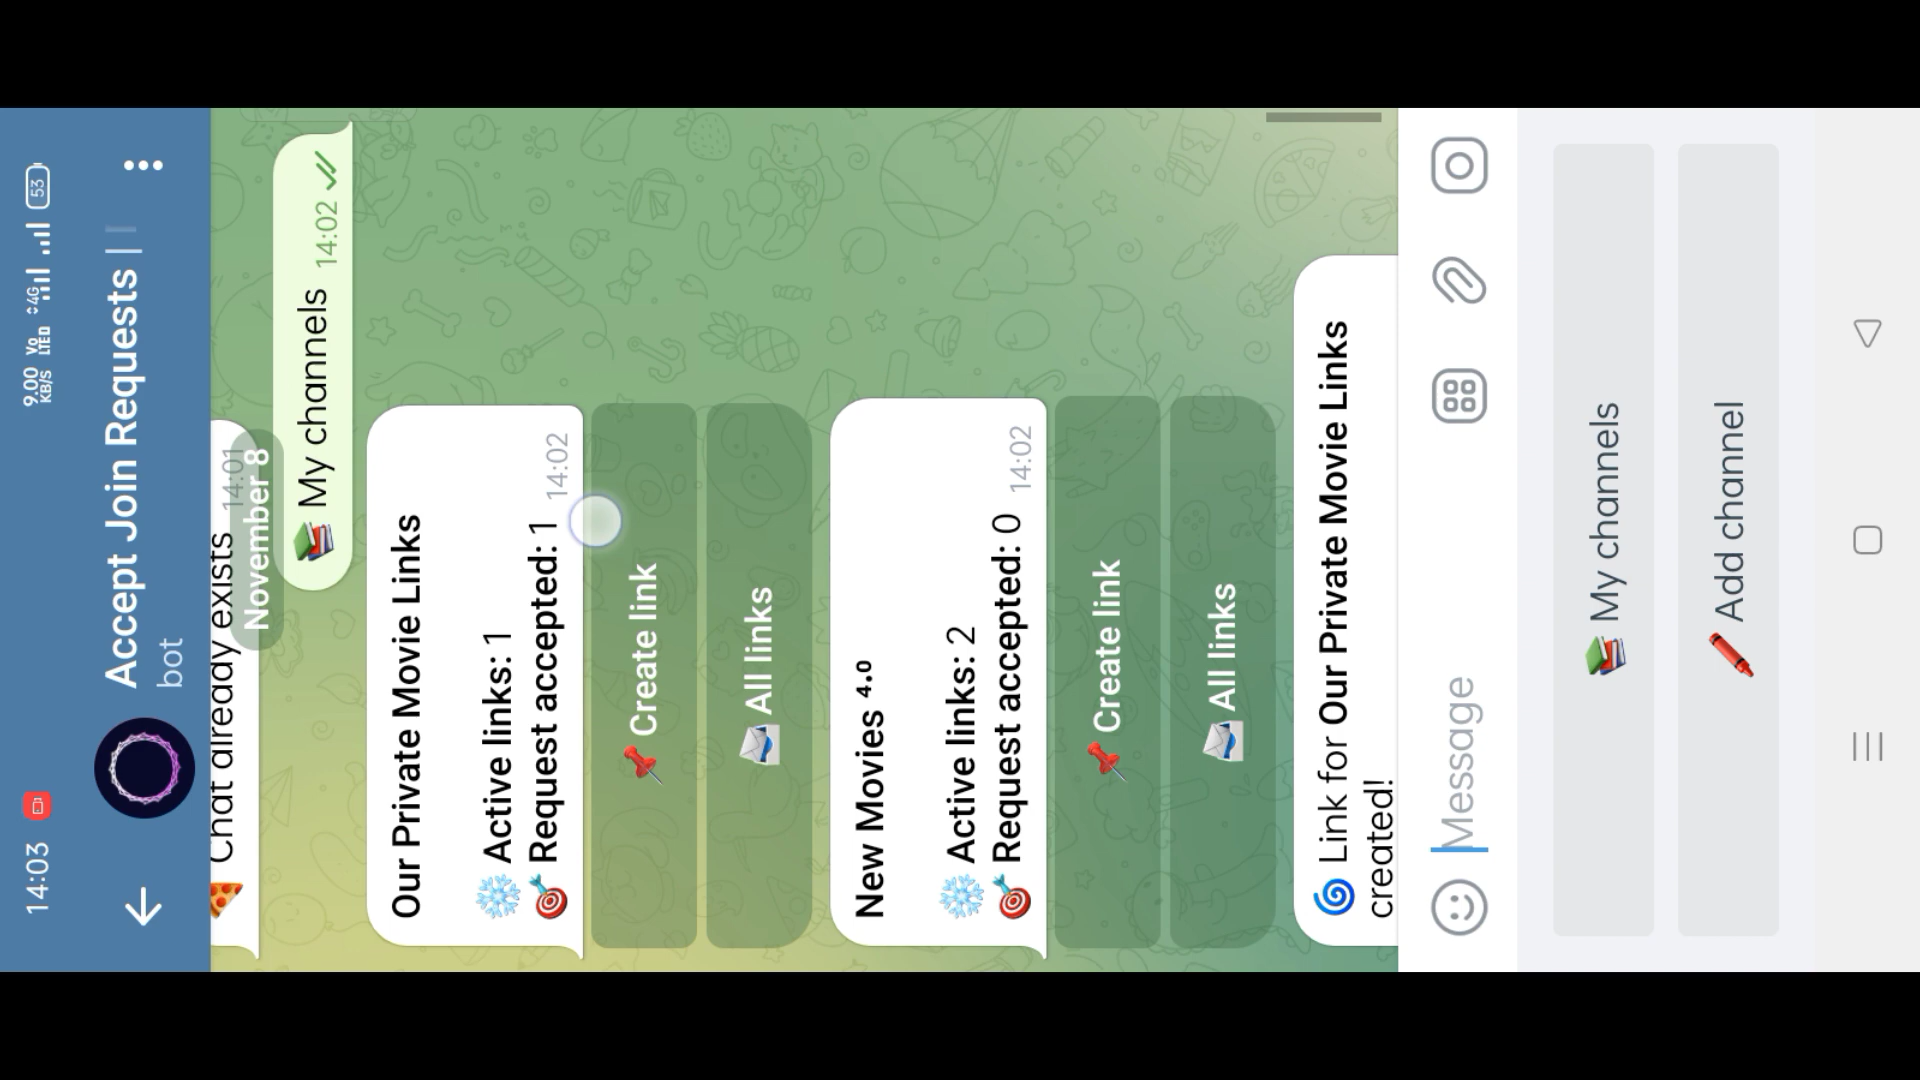 14:03
9.00 KB/S
Vo LTE
4G
53
Accept Join Requests |
bot
Chat already exists 14:01
November 8
📚 My channels 14:02
Our Private Movie Links
❄️ Active links: 1
🎯 Request accepted: 1 14:02
📌 Create link
📨 All links
New Movies ⁴·⁰
❄️ Active links: 2
🎯 Request accepted: 0 14:02
📌 Create link
📨 All links
🌀 Link for Our Private Movie Links
created!
Message
📚 My channels
🖍 Add channel